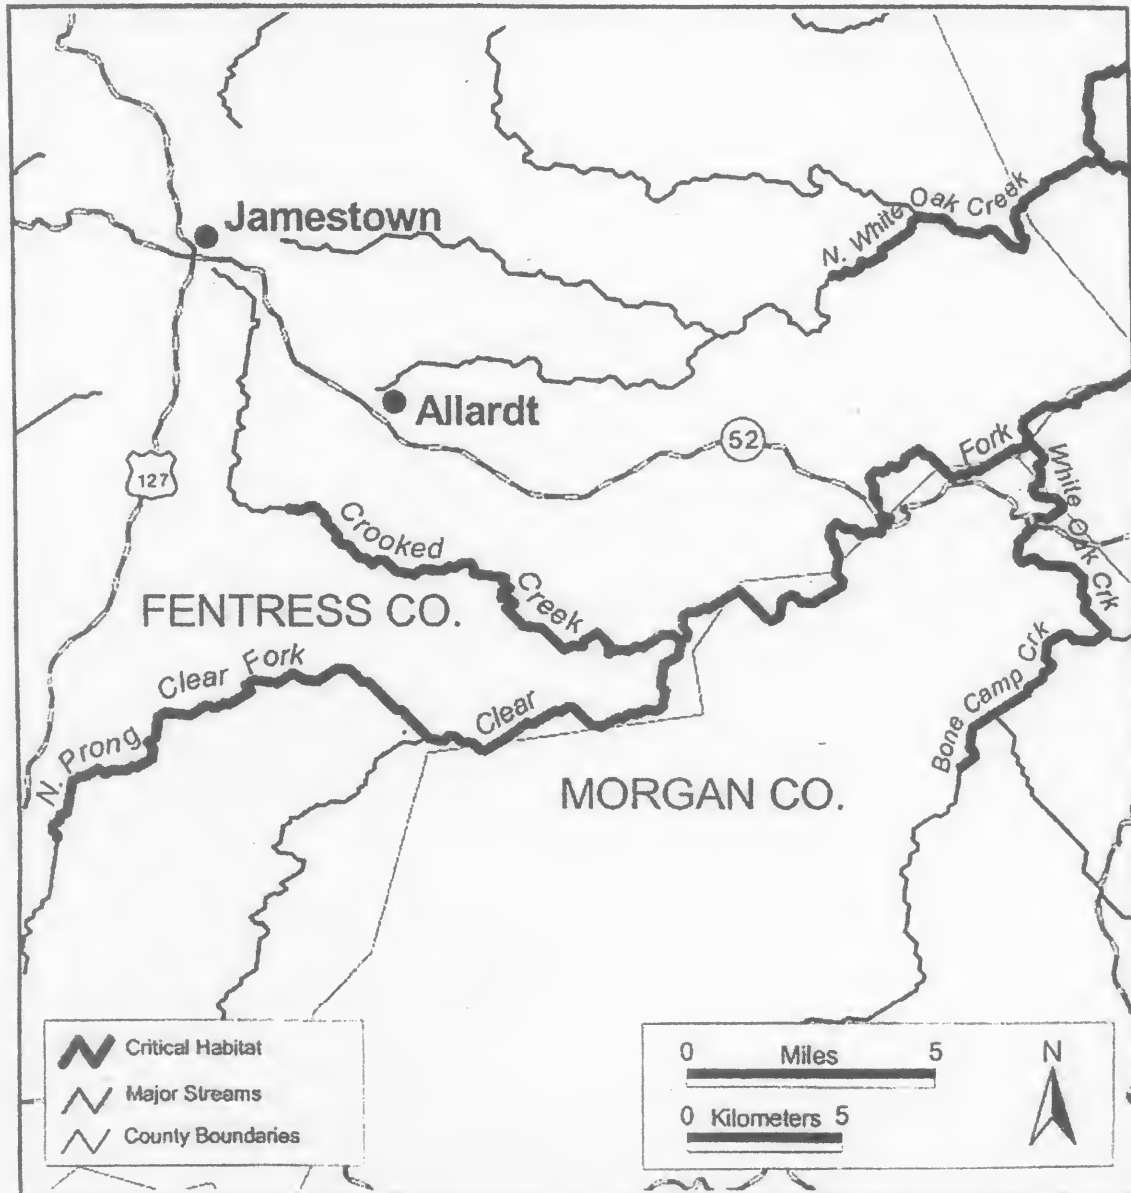 Jamestown
N. White Oak Creek
Allardt
52
Fork
127
Crooked
Creek
White Oak Crk
FENTRESS CO.
Clear Fork
N. Prong
Clear
Bone Camp Crk
MORGAN CO.
Critical Habitat
Major Streams
County Boundaries
0 Miles 5
0 Kilometers 5
N